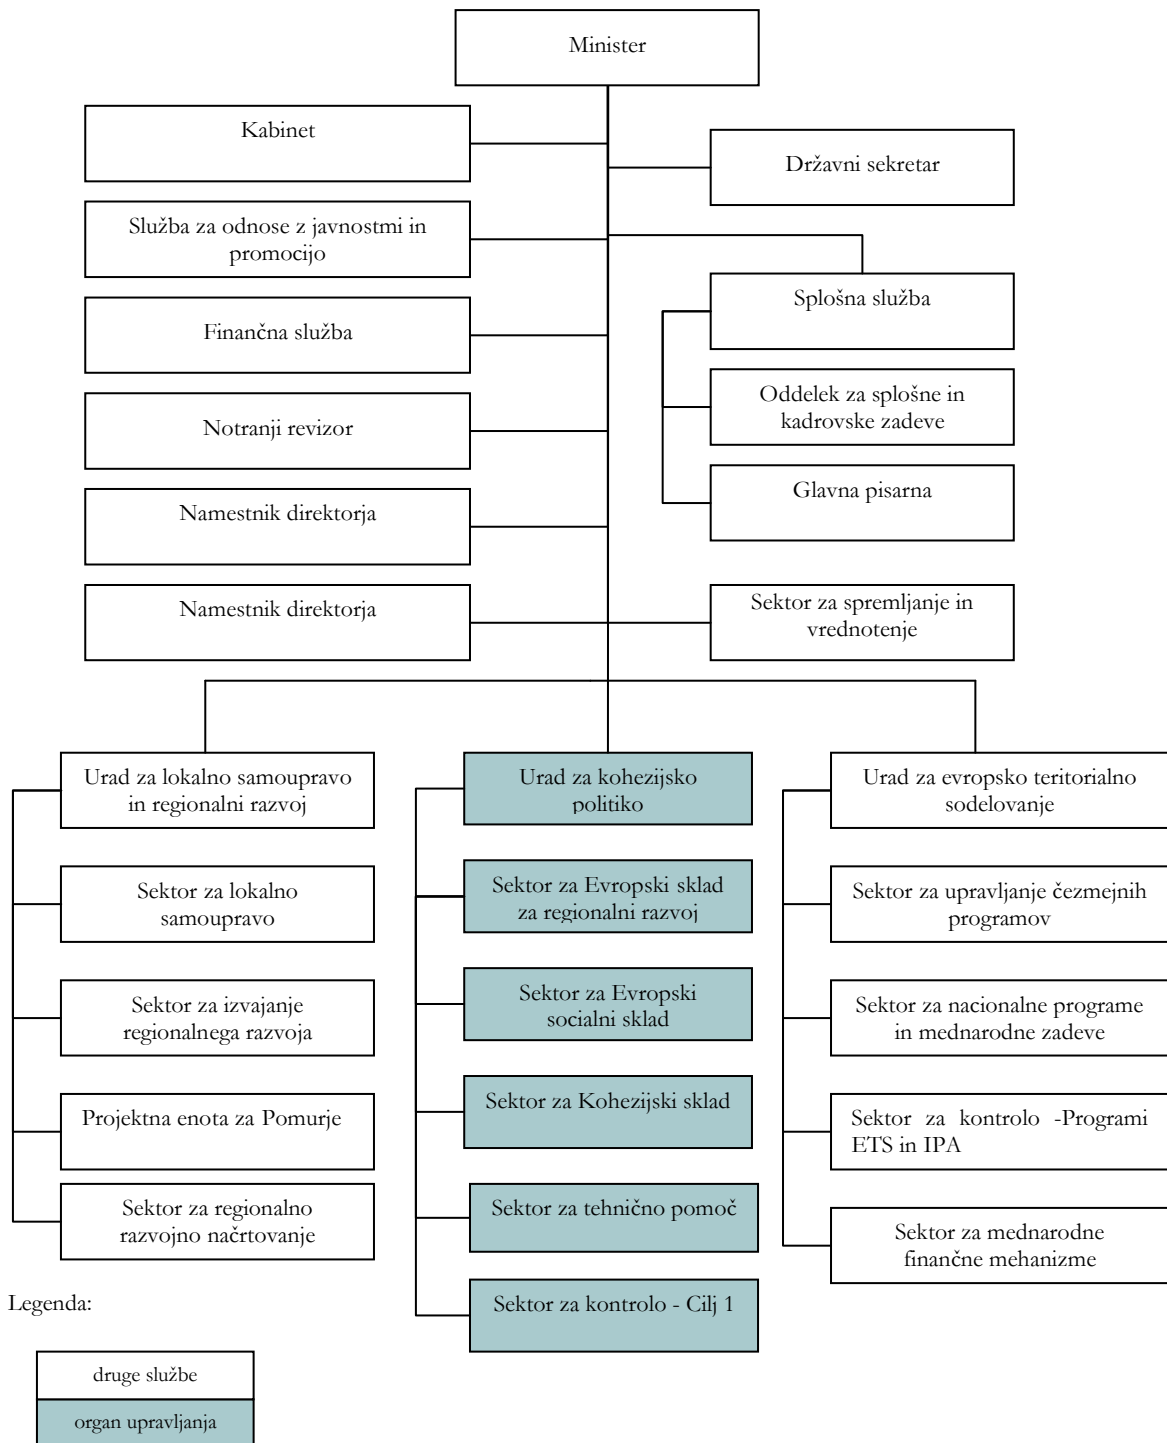 Minister
Kabinet
Državni sekretar
Služba za odnose z javnostmi in
promocijo
Splošna služba
Finančna služba
Oddelek za splošne in
kadrovske zadeve
Notranji revizor
Glavna pisarna
Namestnik direktorja
Namestnik direktorja
Sektor za spremljanje in
vrednotenje
Urad za lokalno samoupravo
in regionalni razvoj
Sektor za lokalno
samoupravo
Sektor za izvajanje
regionalnega razvoja
Projektna enota za Pomurje
Sektor za regionalno
razvojno načrtovanje
Urad za kohezijsko
politiko
Sektor za Evropski sklad
za regionalni razvoj
Sektor za Evropski
socialni sklad
Sektor za Kohezijski sklad
Sektor za tehnično pomoč
Sektor za kontrolo - Cilj 1
Urad za evropsko teritorialno
sodelovanje
Sektor za upravljanje čezmejnih
programov
Sektor za nacionalne programe
in mednarodne zadeve
Sektor za kontrolo -Programi
ETS in IPA
Sektor za mednarodne
finančne mehanizme
Legenda:
druge službe
organ upravljanja